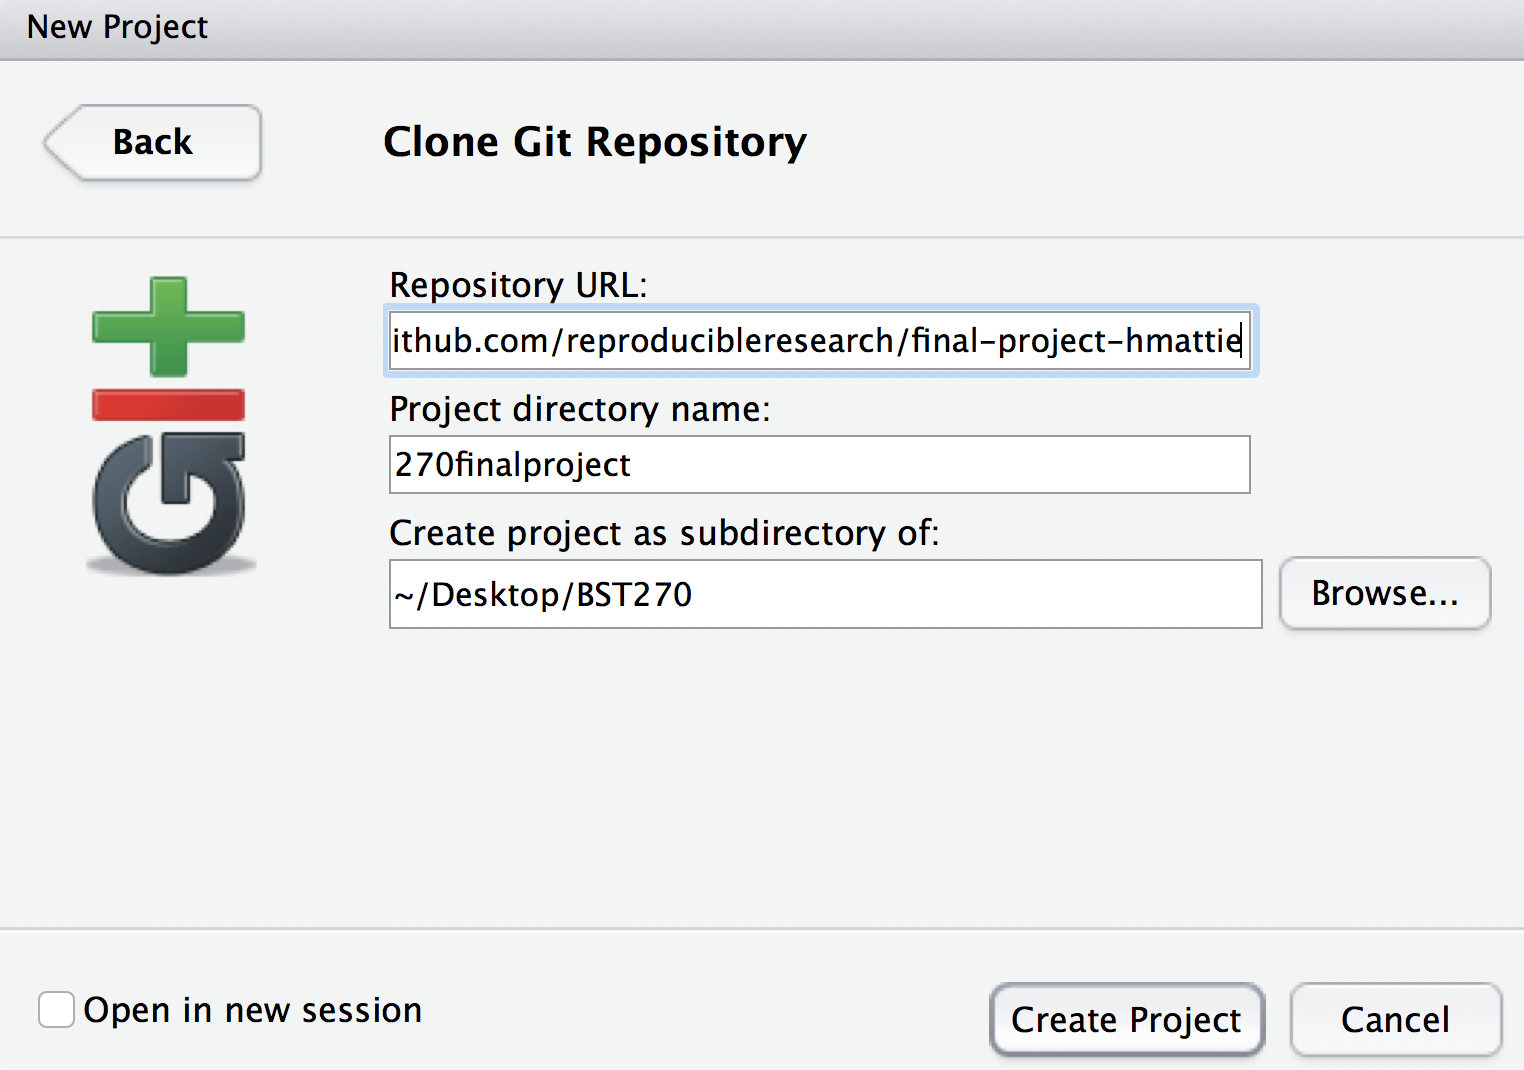 New Project
Back
Clone Git Repository
Repository URL:
ithub.com/reproducibleresearch/final-project-hmattie
Project directory name:
270finalproject
Create project as subdirectory of:
~/Desktop/BST270
Browse...
git
Open in new session
Create Project
Cancel